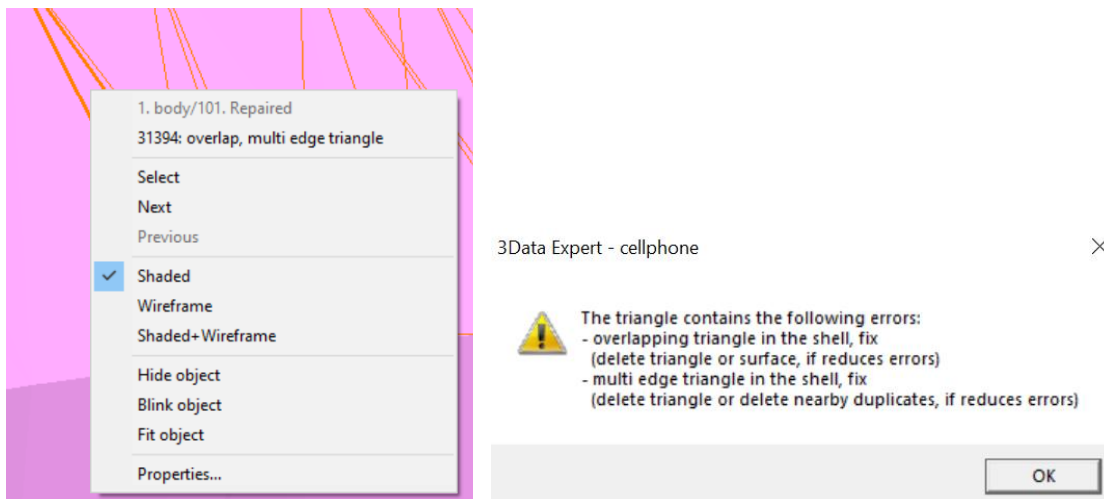 1. body/101. Repaired
31394: overlap, multi edge triangle
Select
Next
Previous
Shaded
Wireframe
Shaded+Wireframe
Hide object
Blink object
Fit object
Properties...
3Data Expert - cellphone
The triangle contains the following errors:
- overlapping triangle in the shell, fix
(delete triangle or surface, if reduces errors)
- multi edge triangle in the shell, fix
(delete triangle or delete nearby duplicates, if reduces errors)
OK